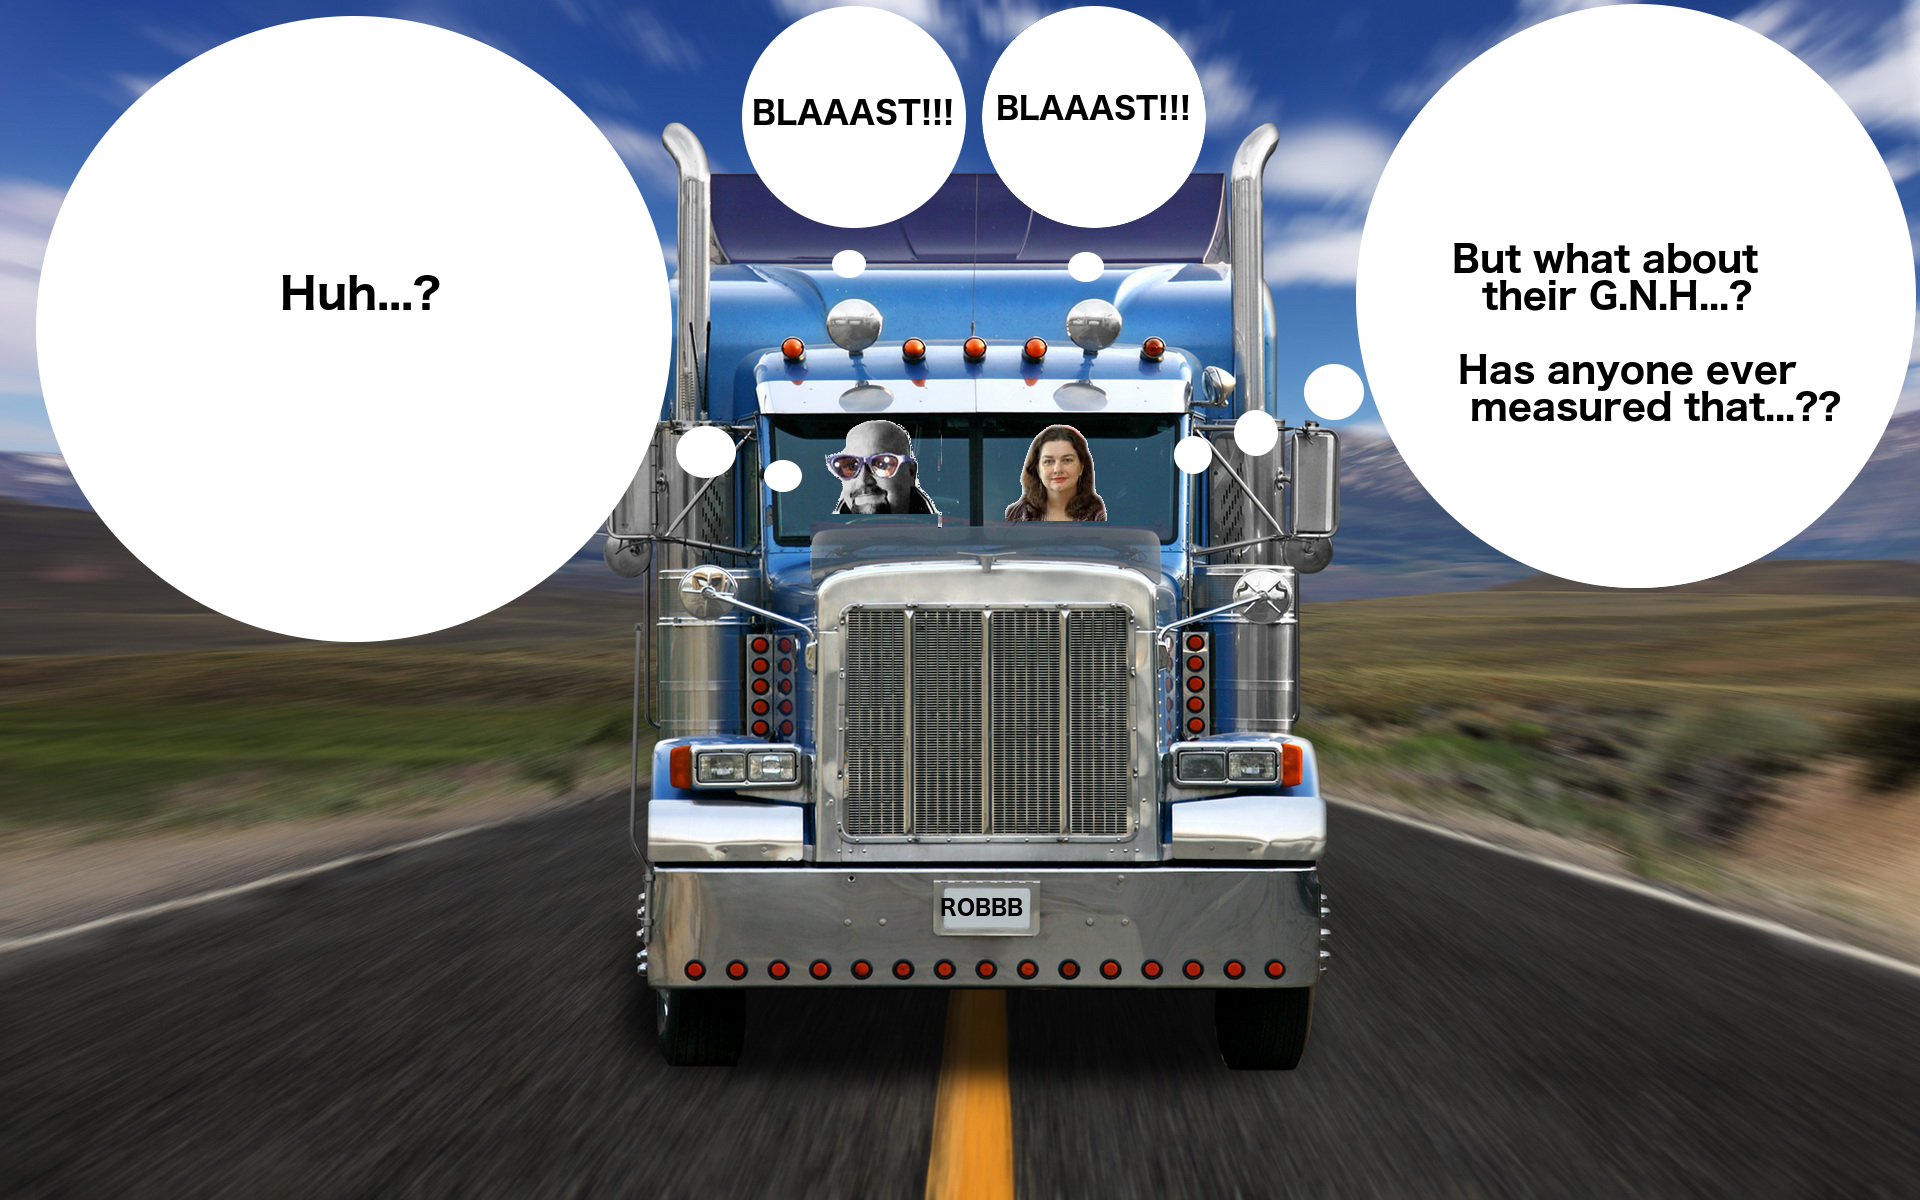 BLAAAST!!!
BLAAAST!!!
Huh...?
But what about
their G.N.H...?
Has anyone ever
measured that...??
ROBBB